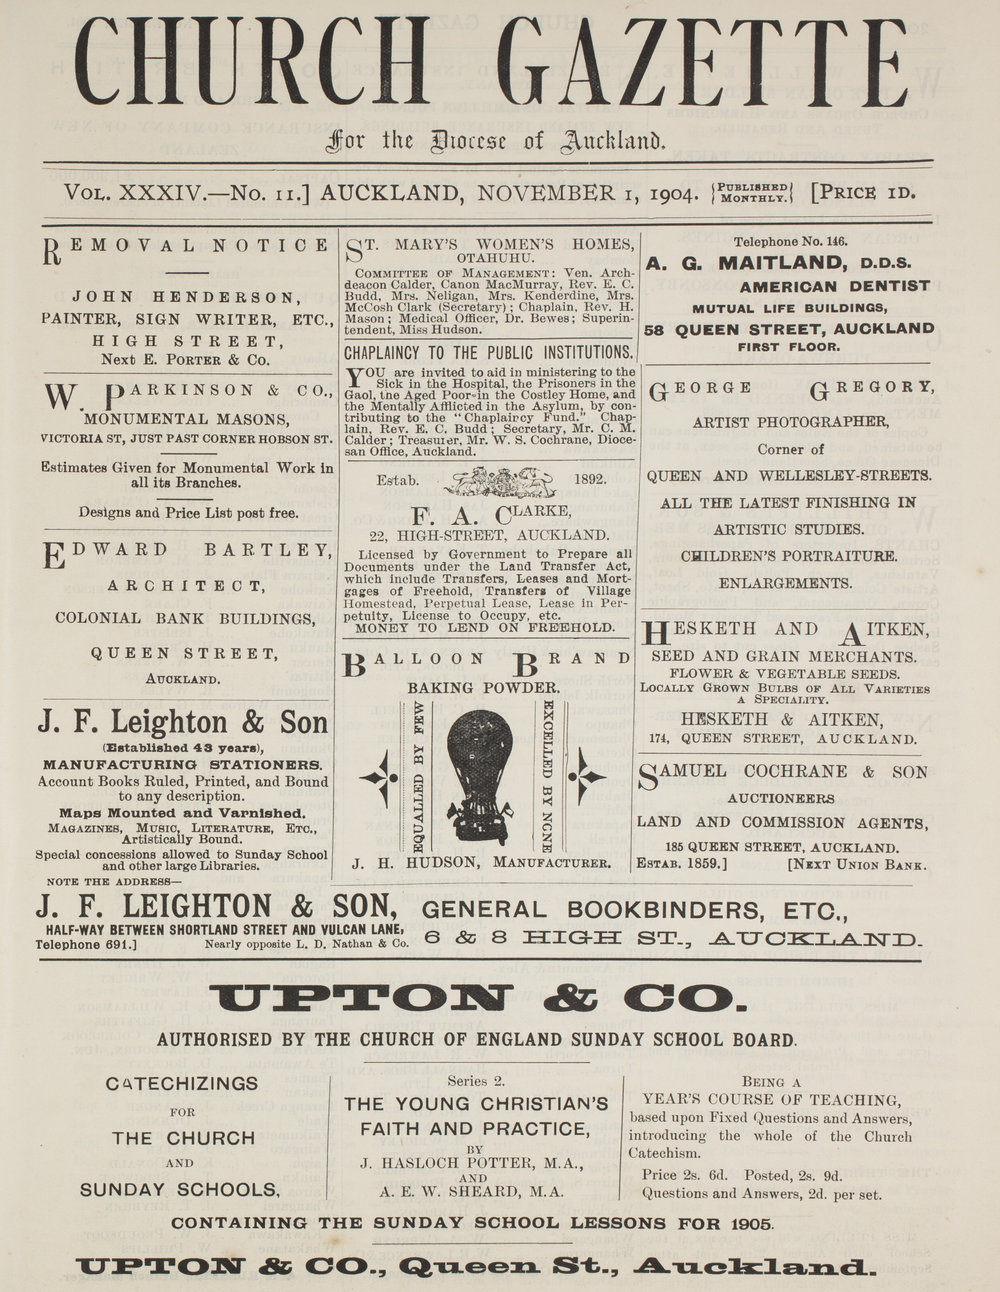 CHURCH GAZETTE
For the Diocese of Auckland.
VOL. XXXIV.—No. 11.] AUCKLAND, NOVEMBER 1, 1904. {PUBLISHED MONTHLY.} [PRICE 1D.
REMOVAL NOTICE
JOHN HENDERSON,
PAINTER, SIGN WRITER, ETC.,
HIGH STREET,
Next E. PORTER & Co.
W. PARKINSON & CO.,
MONUMENTAL MASONS,
VICTORIA ST, JUST PAST CORNER HOBSON ST.
Estimates Given for Monumental Work in
all its Branches.
Designs and Price List post free.
EDWARD BARTLEY,
ARCHITECT,
COLONIAL BANK BUILDINGS,
QUEEN STREET,
AUCKLAND.
J. F. Leighton & Son
(Established 43 years),
MANUFACTURING STATIONERS.
Account Books Ruled, Printed, and Bound
to any description.
Maps Mounted and Varnished.
MAGAZINES, MUSIC, LITERATURE, ETC.,
Artistically Bound.
Special concessions allowed to Sunday School
and other large Libraries.
NOTE THE ADDRESS—
ST. MARY'S WOMEN'S HOMES,
OTAHUHU.
COMMITTEE OF MANAGEMENT: Ven. Arch-
deacon Calder, Canon MacMurray, Rev. E. C.
Budd, Mrs. Neligan, Mrs. Kenderdine, Mrs.
McCosh Clark (Secretary); Chaplain, Rev. H.
Mason; Medical Officer, Dr. Bewes; Superin-
tendent, Miss Hudson.
CHAPLAINCY TO THE PUBLIC INSTITUTIONS.
YOU are invited to aid in ministering to the
Sick in the Hospital, the Prisoners in the
Gaol, the Aged Poor in the Costley Home, and
the Mentally Afflicted in the Asylum, by con-
tributing to the "Chaplaincy Fund." Chap-
lain, Rev. E. C. Budd; Secretary, Mr. C. M.
Calder; Treasurer, Mr. W. S. Cochrane, Dioce-
san Office, Auckland.
Estab. 1892.
F. A. CLARKE,
22, HIGH-STREET, AUCKLAND.
Licensed by Government to Prepare all
Documents under the Land Transfer Act,
which include Transfers, Leases and Mort-
gages of Freehold, Transfers of Village
Homestead, Perpetual Lease, Lease in Per-
petuity, License to Occupy, etc.
MONEY TO LEND ON FREEHOLD.
BALLOON BRAND
BAKING POWDER.
EQUALLED BY FEW
EXCELLED BY NONE
J. H. HUDSON, MANUFACTURER.
Telephone No. 146.
A. G. MAITLAND, D.D.S.
AMERICAN DENTIST
MUTUAL LIFE BUILDINGS,
58 QUEEN STREET, AUCKLAND
FIRST FLOOR.
GEORGE GREGORY,
ARTIST PHOTOGRAPHER,
Corner of
QUEEN AND WELLESLEY-STREETS.
ALL THE LATEST FINISHING IN
ARTISTIC STUDIES.
CHILDREN'S PORTRAITURE.
ENLARGEMENTS.
HESKETH AND AITKEN,
SEED AND GRAIN MERCHANTS.
FLOWER & VEGETABLE SEEDS.
LOCALLY GROWN BULBS OF ALL VARIETIES
A SPECIALITY.
HESKETH & AITKEN,
174, QUEEN STREET, AUCKLAND.
SAMUEL COCHRANE & SON
AUCTIONEERS
LAND AND COMMISSION AGENTS,
185 QUEEN STREET, AUCKLAND.
ESTAB. 1859.] [NEXT UNION BANK.
J. F. LEIGHTON & SON, GENERAL BOOKBINDERS, ETC.,
HALF-WAY BETWEEN SHORTLAND STREET AND VULCAN LANE,
Telephone 691.] Nearly opposite L. D. Nathan & Co.
6 & 8 HIGH ST., AUCKLAND.
UPTON & CO.
AUTHORISED BY THE CHURCH OF ENGLAND SUNDAY SCHOOL BOARD.
CATECHIZINGS
FOR
THE CHURCH
AND
SUNDAY SCHOOLS,
Series 2.
THE YOUNG CHRISTIAN'S
FAITH AND PRACTICE,
BY
J. HASLOCH POTTER, M.A.,
AND
A. E. W. SHEARD, M.A.
BEING A
YEAR'S COURSE OF TEACHING,
based upon Fixed Questions and Answers,
introducing the whole of the Church
Catechism.
Price 2s. 6d. Posted, 2s. 9d.
Questions and Answers, 2d. per set.
CONTAINING THE SUNDAY SCHOOL LESSONS FOR 1905.
UPTON & CO., Queen St., Auckland.